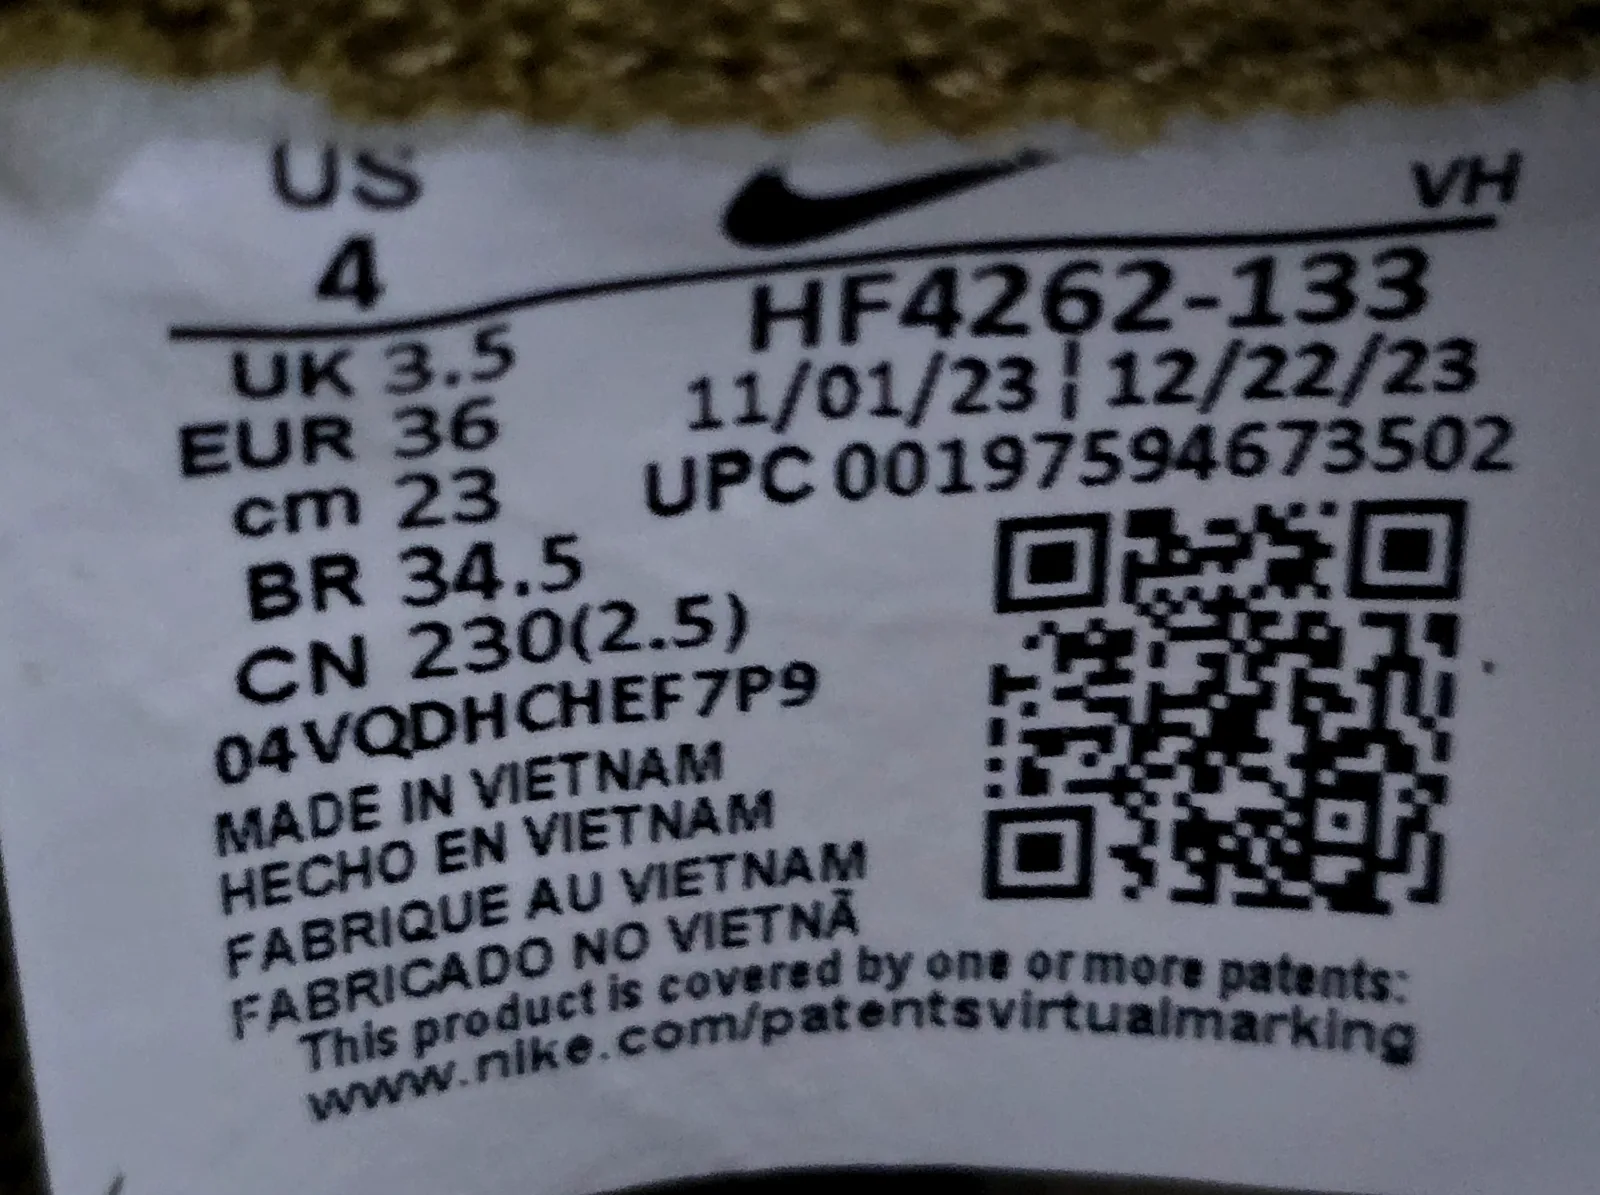 US
4
VH
HF4262-133
11/01/23 ¦ 12/22/23
UPC 00197594673502
UK 3.5
EUR 36
cm 23
BR 34.5
CN 230(2.5)
04VQDHCHEF7P9
MADE IN VIETNAM
HECHO EN VIETNAM
FABRIQUE AU VIETNAM
FABRICADO NO VIETNÃ
This product is covered by one or more patents:
www.nike.com/patentsvirtualmarking